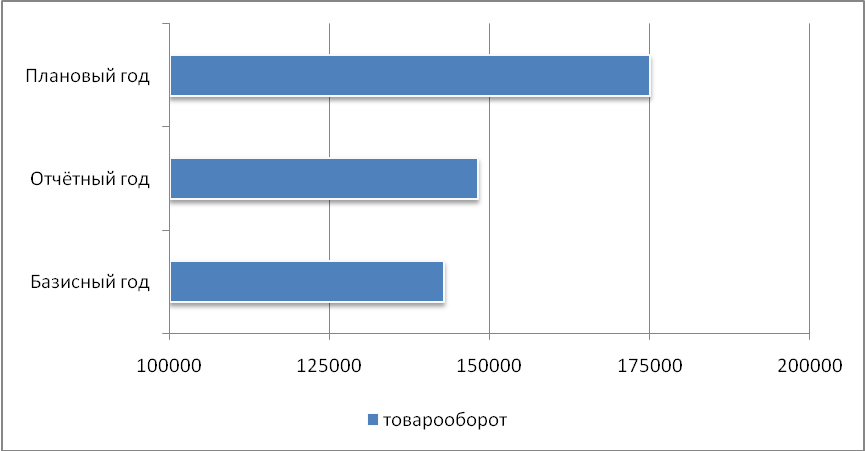 Плановый год
Отчётный год
Базисный год
100000 125000 150000 175000 200000
товарооборот